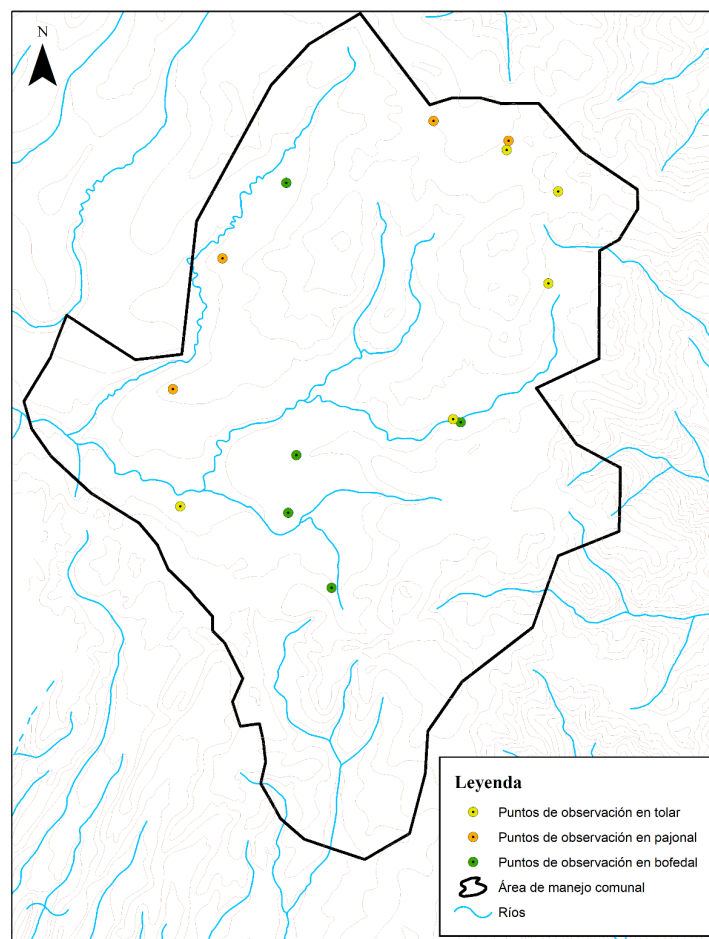 N
Leyenda
Puntos de observación en tolar
Puntos de observación en pajonal
Puntos de observación en bofedal
Área de manejo comunal
Ríos